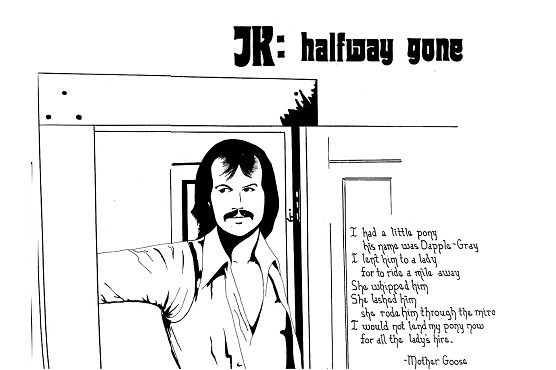 JK: halfway gone
I had a little pony
his name was Dapple-Gray
I lent him to a lady
for to ride a mile away
She whipped him
She lashed him
she rode him through the mire
I would not lend my pony now
for all the lady's hire.
-Mother Goose